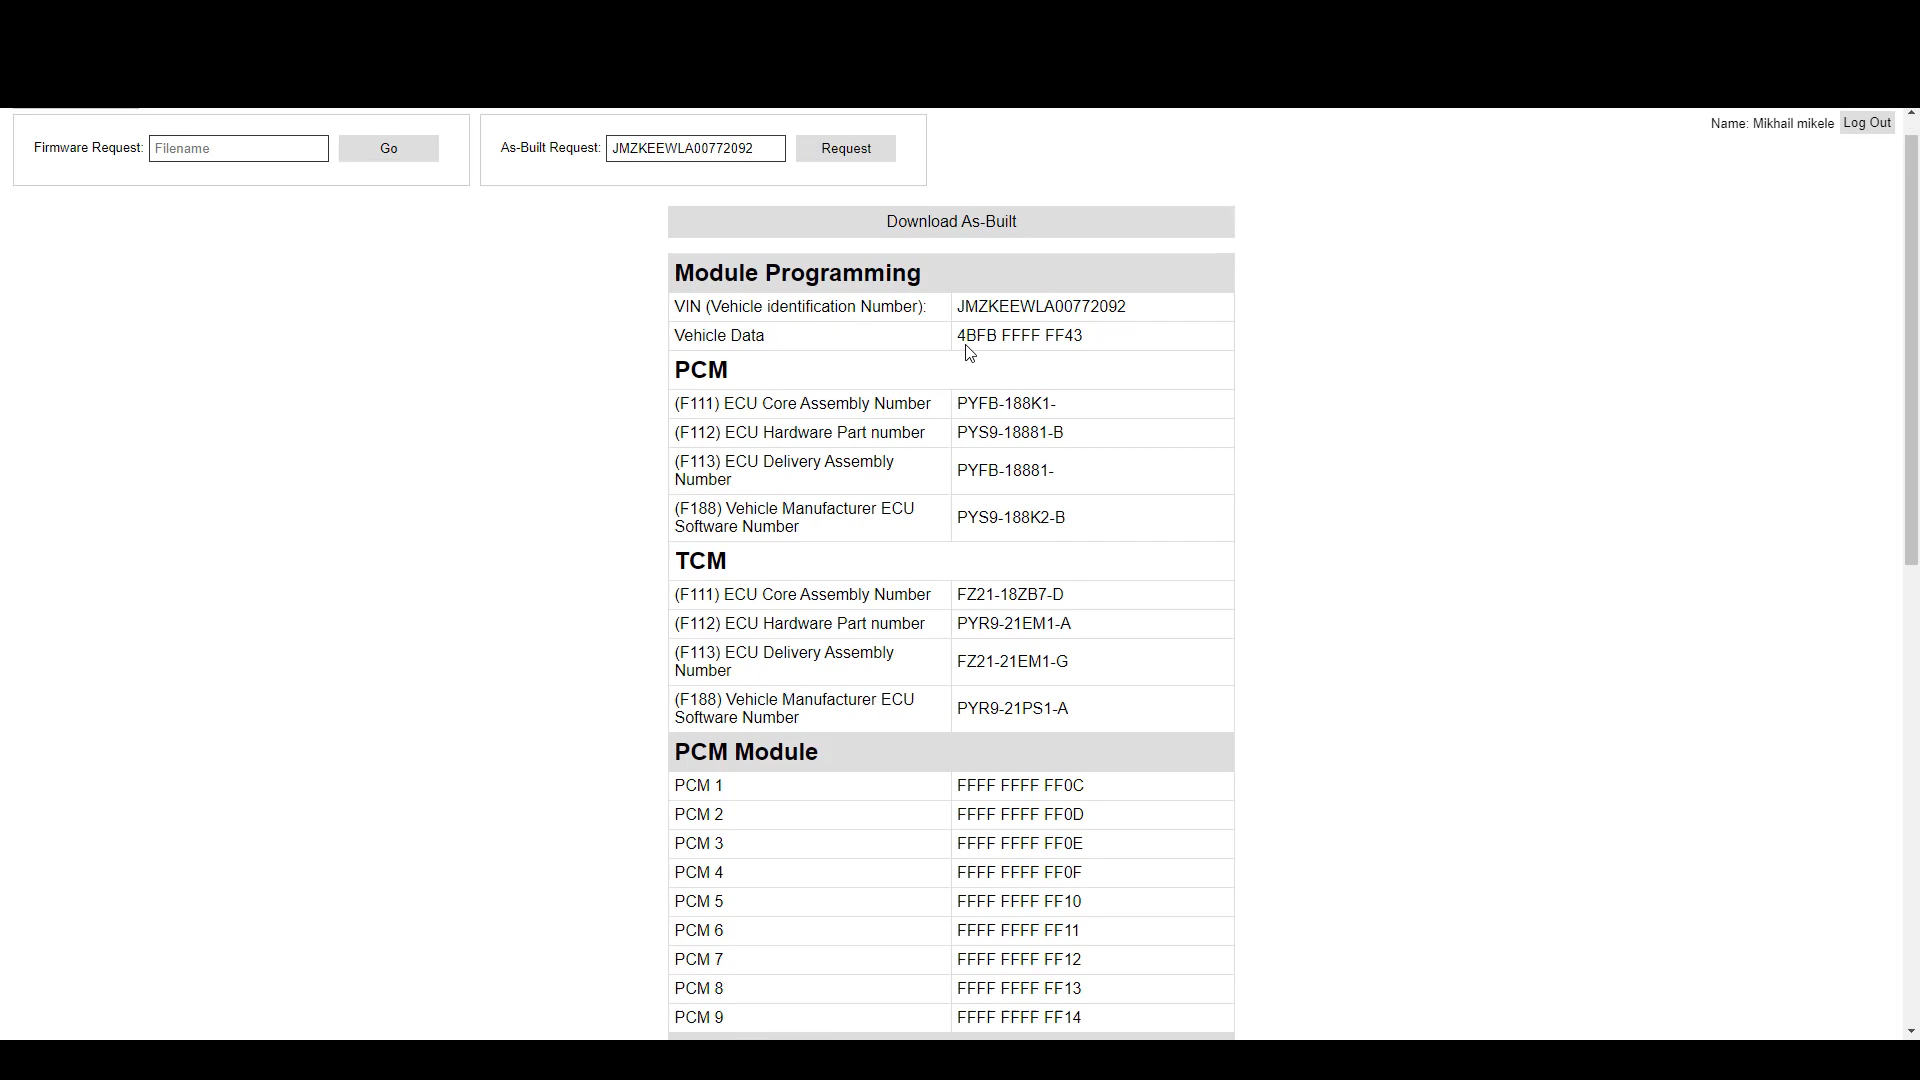 Firmware Request: Filename Go As-Built Request: JMZKEEWLA00772092 Request Name: Mikhail mikele Log Out
Download As-Built
Module Programming
VIN (Vehicle identification Number): JMZKEEWLA00772092
Vehicle Data 4BFB FFFF FF43
PCM
(F111) ECU Core Assembly Number PYFB-188K1-
(F112) ECU Hardware Part number PYS9-18881-B
(F113) ECU Delivery Assembly
Number PYFB-18881-
(F188) Vehicle Manufacturer ECU
Software Number PYS9-188K2-B
TCM
(F111) ECU Core Assembly Number FZ21-18ZB7-D
(F112) ECU Hardware Part number PYR9-21EM1-A
(F113) ECU Delivery Assembly
Number FZ21-21EM1-G
(F188) Vehicle Manufacturer ECU
Software Number PYR9-21PS1-A
PCM Module
PCM 1 FFFF FFFF FF0C
PCM 2 FFFF FFFF FF0D
PCM 3 FFFF FFFF FF0E
PCM 4 FFFF FFFF FF0F
PCM 5 FFFF FFFF FF10
PCM 6 FFFF FFFF FF11
PCM 7 FFFF FFFF FF12
PCM 8 FFFF FFFF FF13
PCM 9 FFFF FFFF FF14